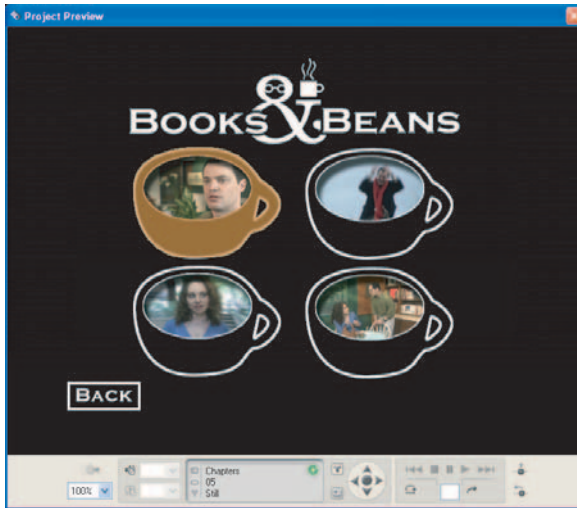 Project Preview
BOOKS & BEANS
BACK
100%
Chapters
05
Still